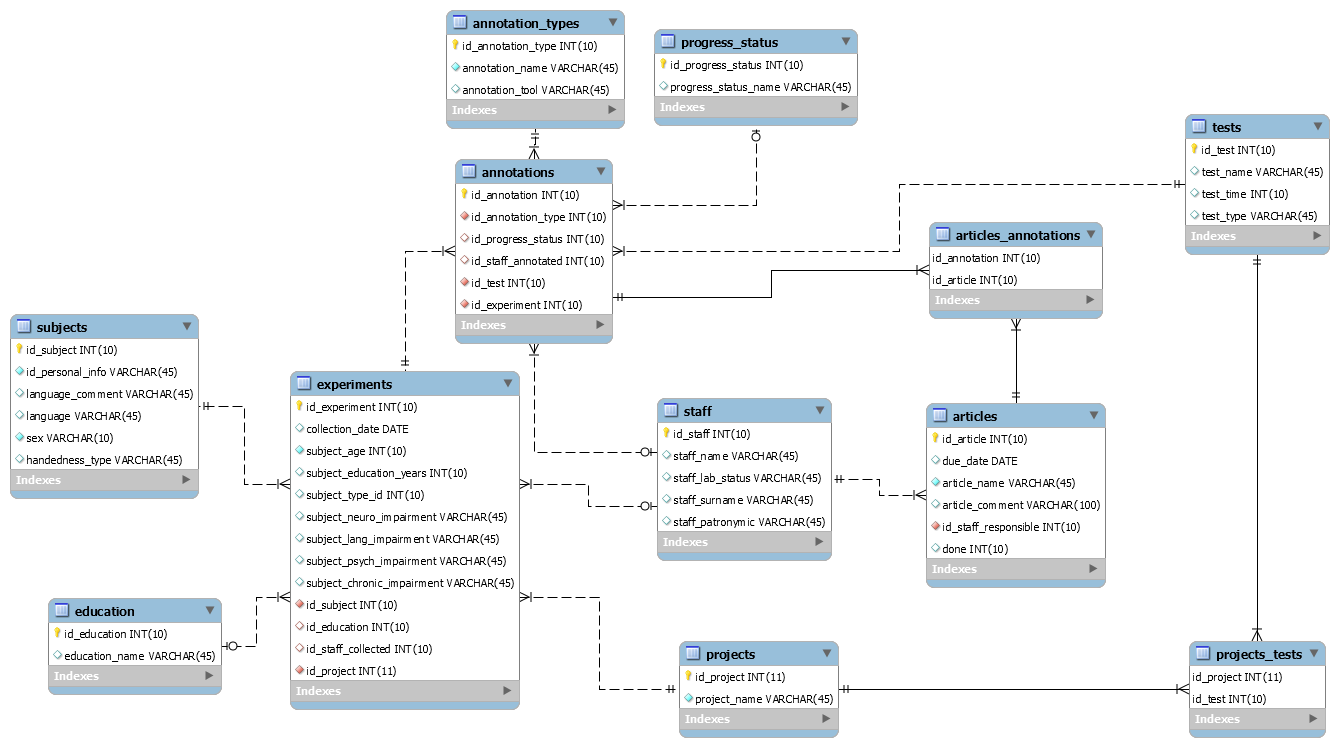 annotation_types
id_annotation_type INT(10)
annotation_name VARCHAR(45)
annotation_tool VARCHAR(45)
Indexes
progress_status
id_progress_status INT(10)
progress_status_name VARCHAR(45)
Indexes
tests
id_test INT(10)
test_name VARCHAR(45)
test_time INT(10)
test_type VARCHAR(45)
Indexes
annotations
id_annotation INT(10)
id_annotation_type INT(10)
id_progress_status INT(10)
id_staff_annotated INT(10)
id_test INT(10)
id_experiment INT(10)
Indexes
articles_annotations
id_annotation INT(10)
id_article INT(10)
Indexes
subjects
id_subject INT(10)
id_personal_info VARCHAR(45)
language_comment VARCHAR(45)
language VARCHAR(45)
sex VARCHAR(10)
handedness_type VARCHAR(45)
Indexes
experiments
id_experiment INT(10)
collection_date DATE
subject_age INT(10)
subject_education_years INT(10)
subject_type_id INT(10)
subject_neuro_impairment VARCHAR(45)
subject_lang_impairment VARCHAR(45)
subject_psych_impairment VARCHAR(45)
subject_chronic_impairment VARCHAR(45)
id_subject INT(10)
id_education INT(10)
id_staff_collected INT(10)
id_project INT(11)
Indexes
staff
id_staff INT(10)
staff_name VARCHAR(45)
staff_lab_status VARCHAR(45)
staff_surname VARCHAR(45)
staff_patronymic VARCHAR(45)
Indexes
articles
id_article INT(10)
due_date DATE
article_name VARCHAR(45)
article_comment VARCHAR(100)
id_staff_responsible INT(10)
done INT(10)
Indexes
education
id_education INT(10)
education_name VARCHAR(45)
Indexes
projects
id_project INT(11)
project_name VARCHAR(45)
Indexes
projects_tests
id_project INT(11)
id_test INT(10)
Indexes